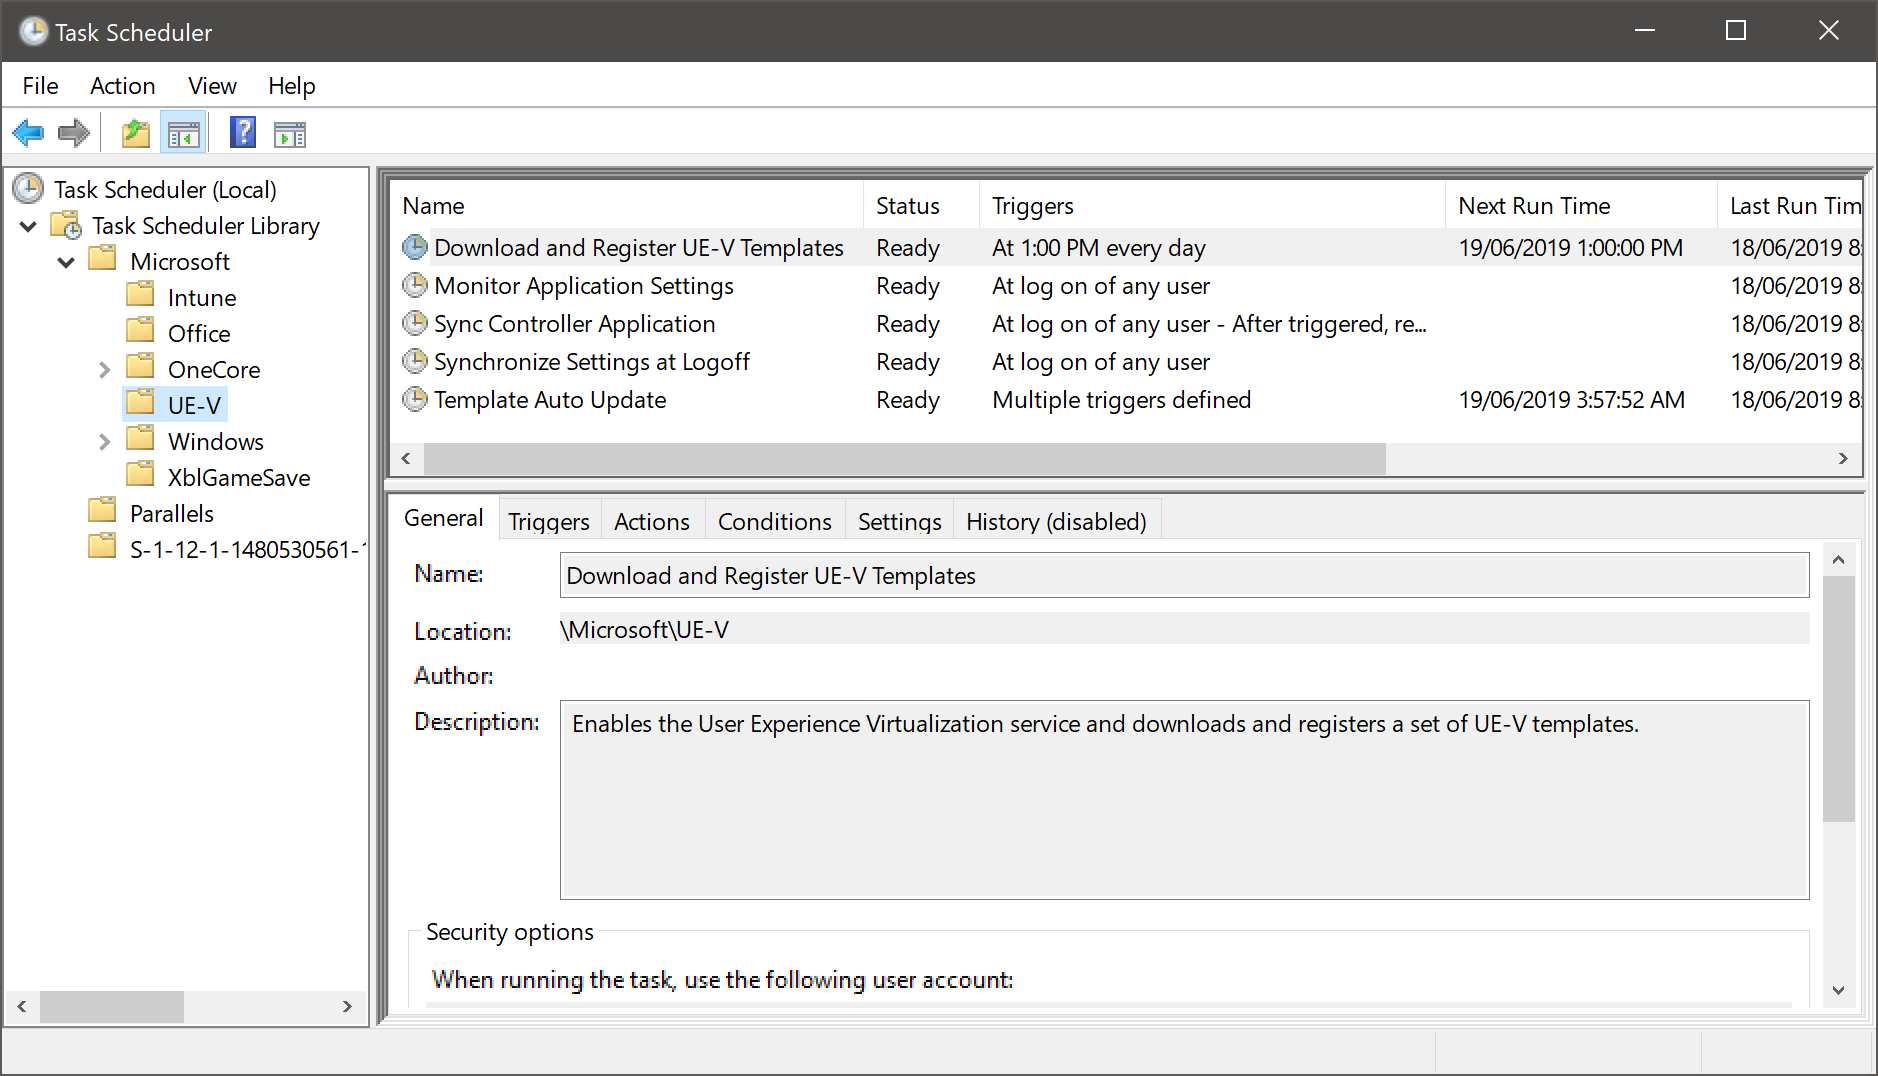 Task Scheduler
File Action View Help
Task Scheduler (Local)
Task Scheduler Library
Microsoft
Intune
Office
OneCore
UE-V
Windows
XblGameSave
Parallels
S-1-12-1-1480530561-
Name Status Triggers Next Run Time Last Run Tim
Download and Register UE-V Templates Ready At 1:00 PM every day 19/06/2019 1:00:00 PM 18/06/2019 8:
Monitor Application Settings Ready At log on of any user 18/06/2019 8:
Sync Controller Application Ready At log on of any user - After triggered, re... 18/06/2019 8:
Synchronize Settings at Logoff Ready At log on of any user 18/06/2019 8:
Template Auto Update Ready Multiple triggers defined 19/06/2019 3:57:52 AM 18/06/2019 8:
General Triggers Actions Conditions Settings History (disabled)
Name: Download and Register UE-V Templates
Location: \Microsoft\UE-V
Author:
Description: Enables the User Experience Virtualization service and downloads and registers a set of UE-V templates.
Security options
When running the task, use the following user account: